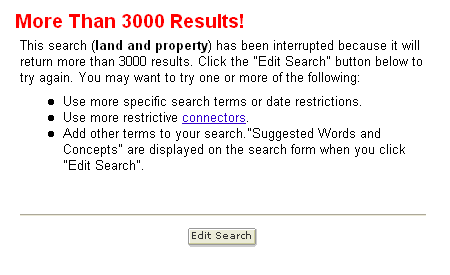 More Than 3000 Results!
This search (land and property) has been interrupted because it will
return more than 3000 results. Click the "Edit Search" button below to
try again. You may want to try one or more of the following:
● Use more specific search terms or date restrictions.
● Use more restrictive connectors.
● Add other terms to your search."Suggested Words and
Concepts" are displayed on the search form when you click
"Edit Search".
Edit Search